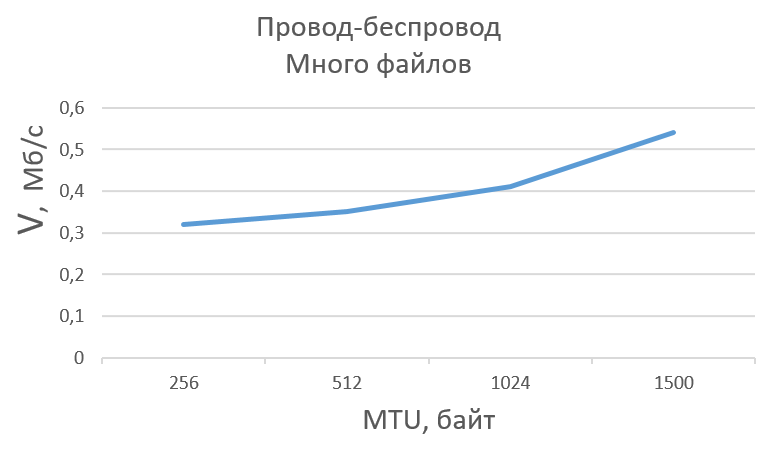 Провод-беспровод
Много файлов
V, Мб/с
0,6
0,5
0,4
0,3
0,2
0,1
0
256 512 1024 1500
MTU, байт